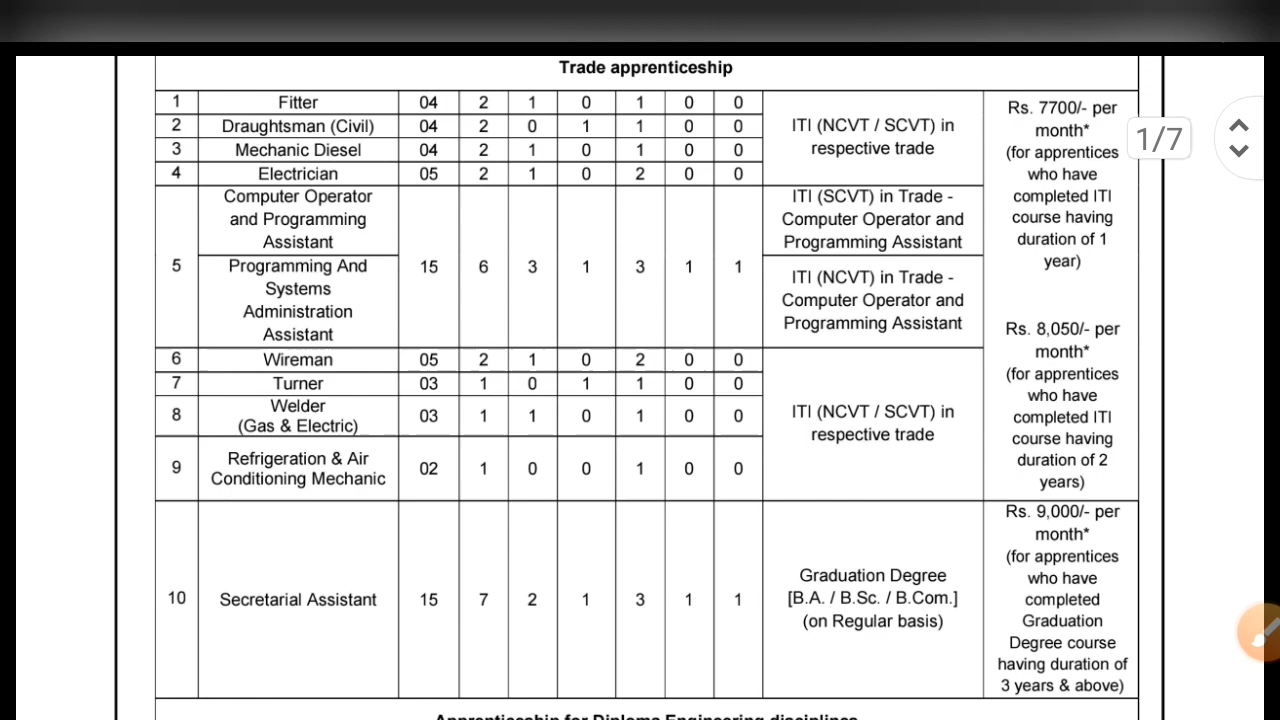 Trade apprenticeship
1 Fitter 04 2 1 0 1 0 0
2 Draughtsman (Civil) 04 2 0 1 1 0 0
3 Mechanic Diesel 04 2 1 0 1 0 0
4 Electrician 05 2 1 0 2 0 0
ITI (NCVT / SCVT) in
respective trade
Rs. 7700/- per
month*
(for apprentices
who have
completed ITI
course having
duration of 1
year)
1/7
5
Computer Operator
and Programming
Assistant
Programming And
Systems
Administration
Assistant
15 6 3 1 3 1 1
ITI (SCVT) in Trade -
Computer Operator and
Programming Assistant
ITI (NCVT) in Trade -
Computer Operator and
Programming Assistant
6 Wireman 05 2 1 0 2 0 0
7 Turner 03 1 0 1 1 0 0
8 Welder
(Gas & Electric) 03 1 1 0 1 0 0
9 Refrigeration & Air
Conditioning Mechanic 02 1 0 0 1 0 0
ITI (NCVT / SCVT) in
respective trade
Rs. 8,050/- per
month*
(for apprentices
who have
completed ITI
course having
duration of 2
years)
10 Secretarial Assistant 15 7 2 1 3 1 1
Graduation Degree
[B.A. / B.Sc. / B.Com.]
(on Regular basis)
Rs. 9,000/- per
month*
(for apprentices
who have
completed
Graduation
Degree course
having duration of
3 years & above)
Apprenticeship for Diploma Engineering disciplines